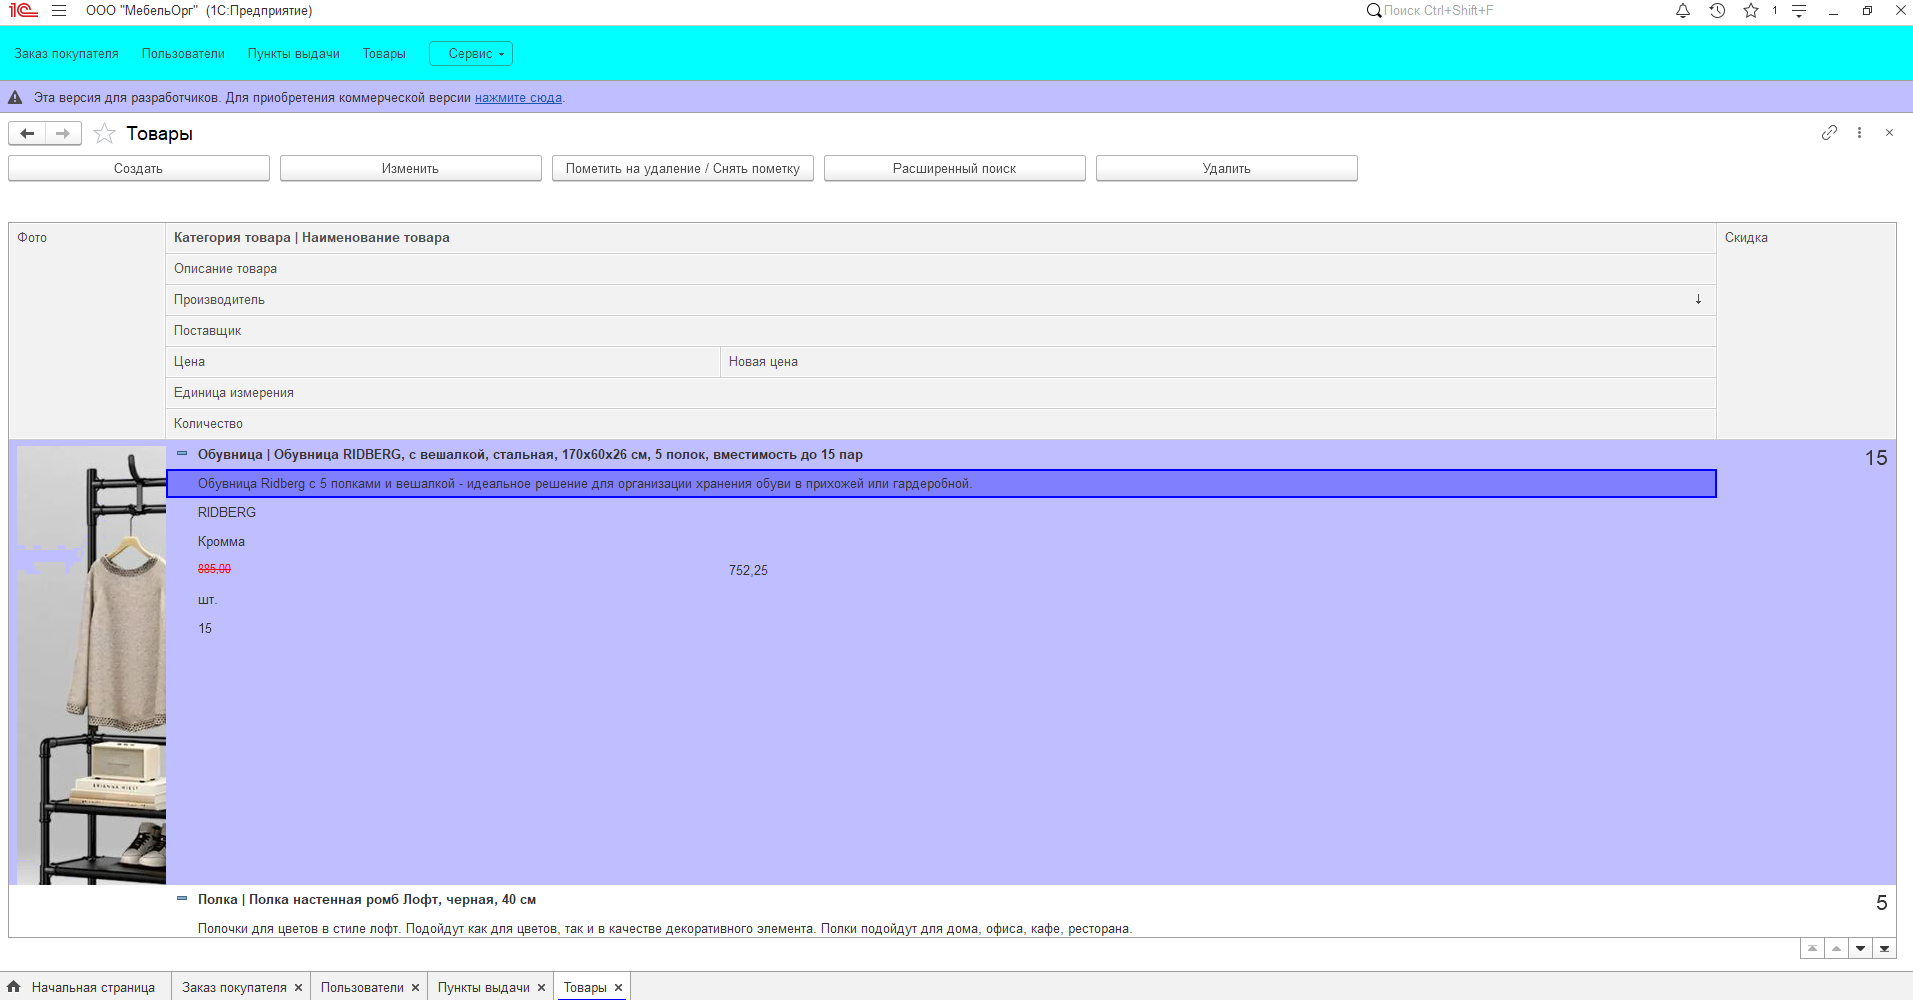 1С ООО "МебельОрг" (1С:Предприятие) Поиск Ctrl+Shift+F 1
Заказ покупателя Пользователи Пункты выдачи Товары Сервис
Эта версия для разработчиков. Для приобретения коммерческой версии нажмите сюда.
Товары
Создать Изменить Пометить на удаление / Снять пометку Расширенный поиск Удалить
Фото Категория товара | Наименование товара Скидка
Описание товара
Производитель
Поставщик
Цена Новая цена
Единица измерения
Количество
Обувница | Обувница RIDBERG, с вешалкой, стальная, 170x60x26 см, 5 полок, вместимость до 15 пар 15
Обувница Ridberg с 5 полками и вешалкой - идеальное решение для организации хранения обуви в прихожей или гардеробной.
RIDBERG
Кромма
885,00 752,25
шт.
15
Полка | Полка настенная ромб Лофт, черная, 40 см 5
Полочки для цветов в стиле лофт. Подойдут как для цветов, так и в качестве декоративного элемента. Полки подойдут для дома, офиса, кафе, ресторана.
Начальная страница Заказ покупателя Пользователи Пункты выдачи Товары